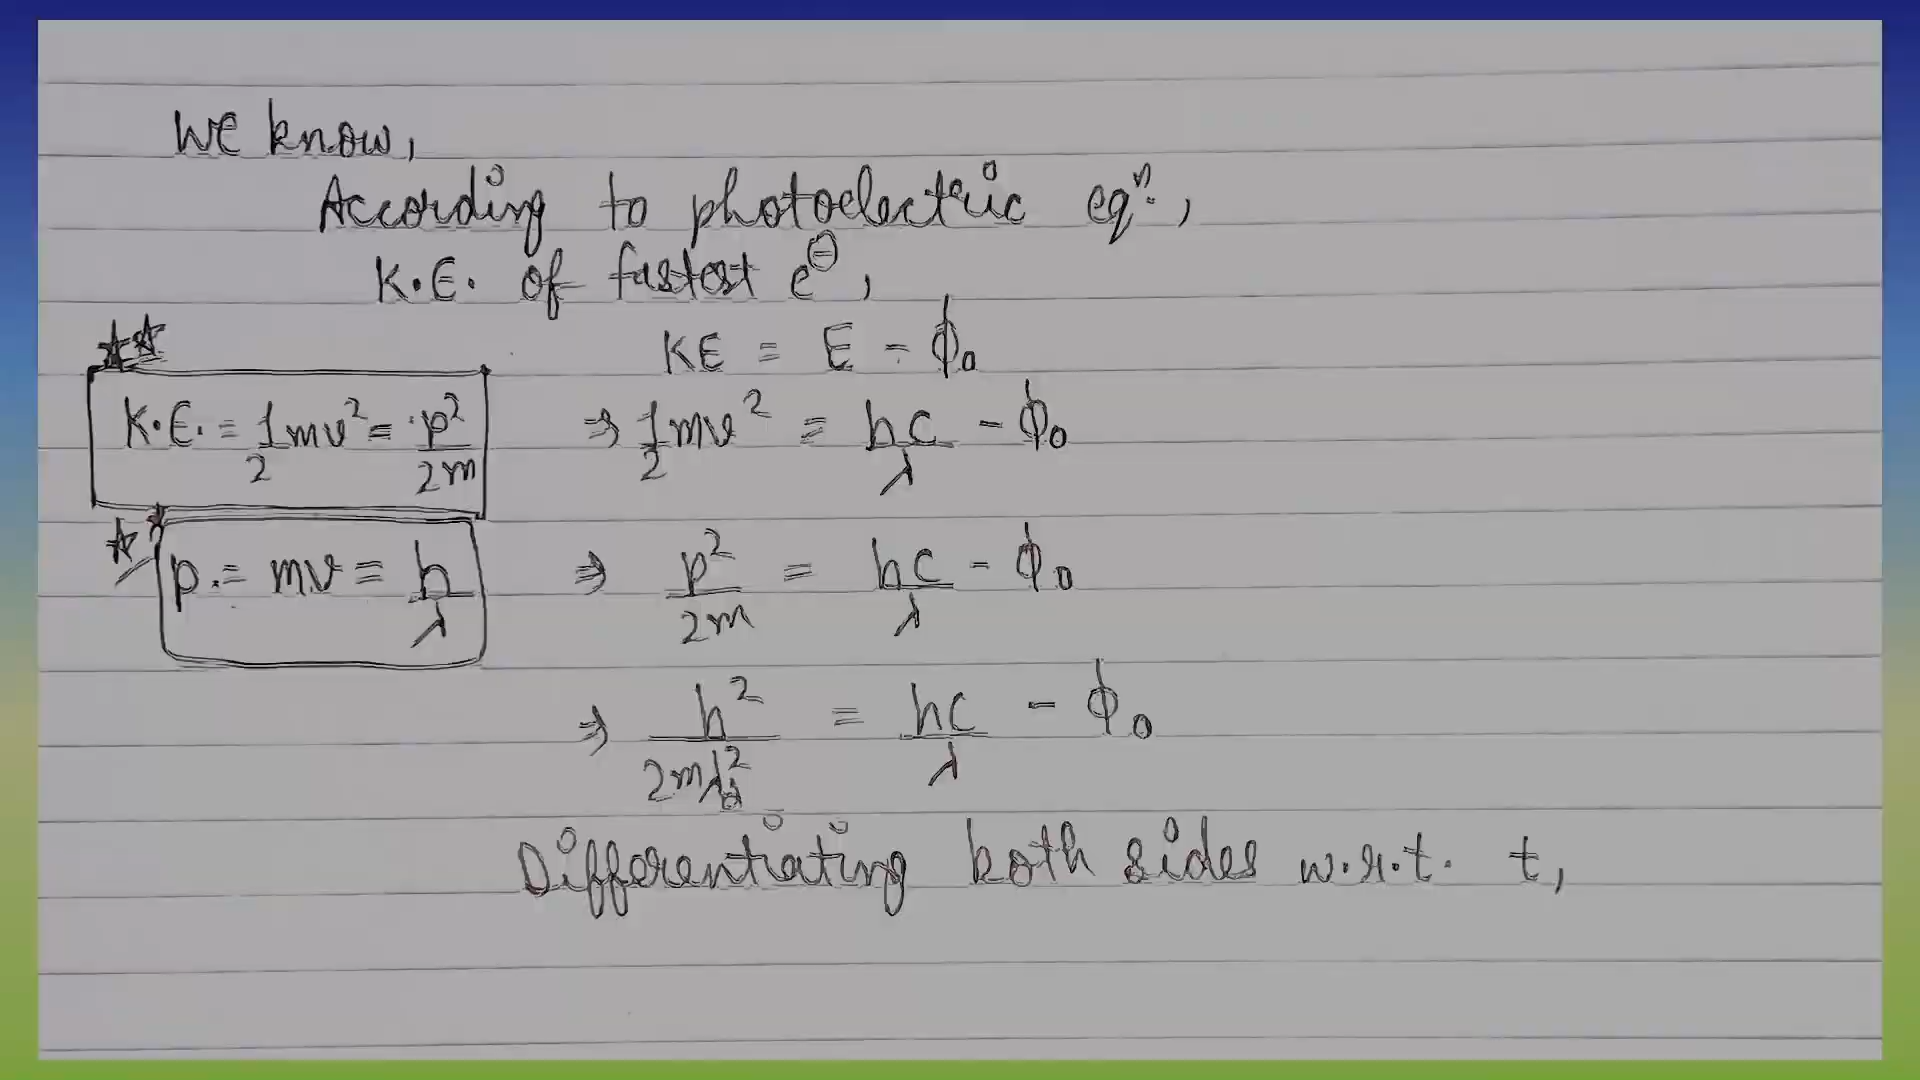 We know,
According to photoelectric eqⁿ.,
K.E. of fastest e⊖,
KE = E - ϕ₀
★★
K.E. = 1/2 mv² = p²/2m
⇒ 1/2 mv² = hc/λ - ϕ₀
★ p = mv = h/λ
⇒ p²/2m = hc/λ - ϕ₀
⇒ h²/2mλ² = hc/λ - ϕ₀
Differentiating both sides w.r.t. t,